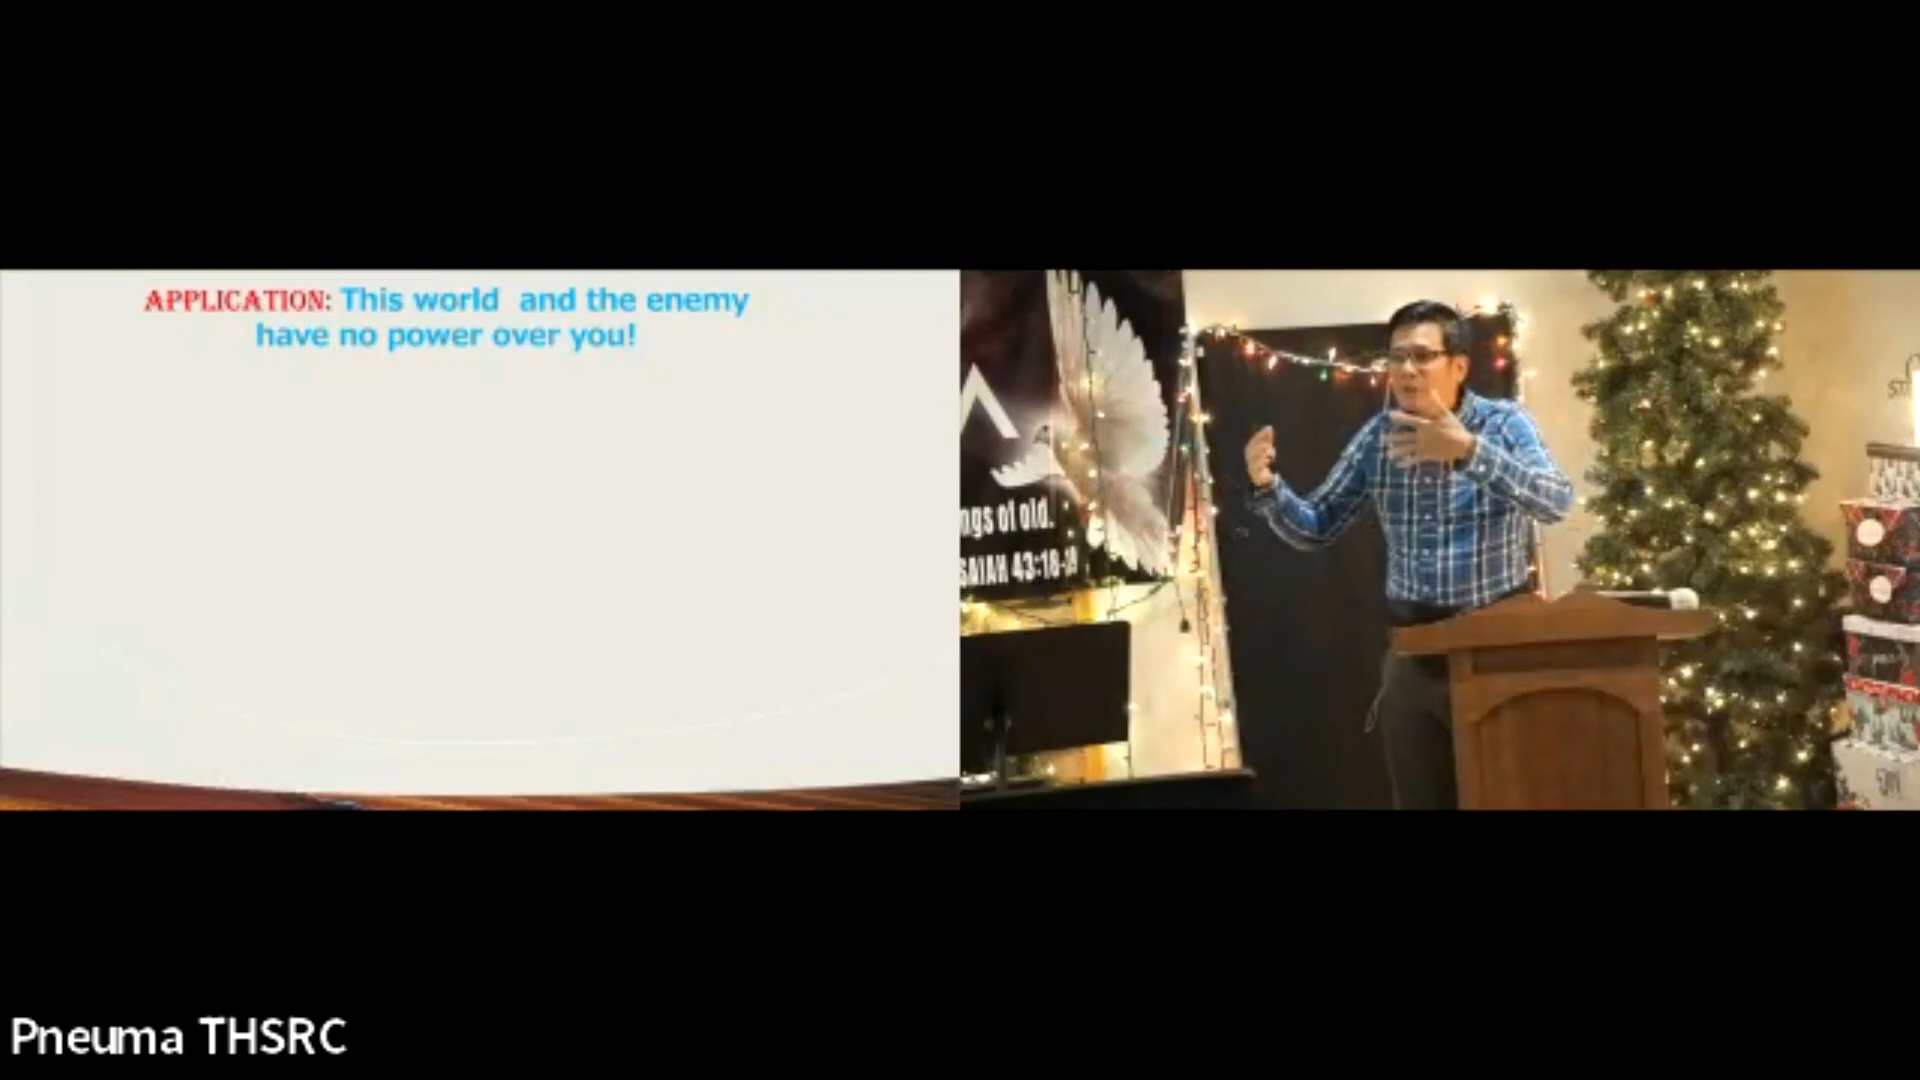 APPLICATION: This world and the enemy
have no power over you!
ngs of old.
SAIAH 43:18-19
Pneuma THSRC